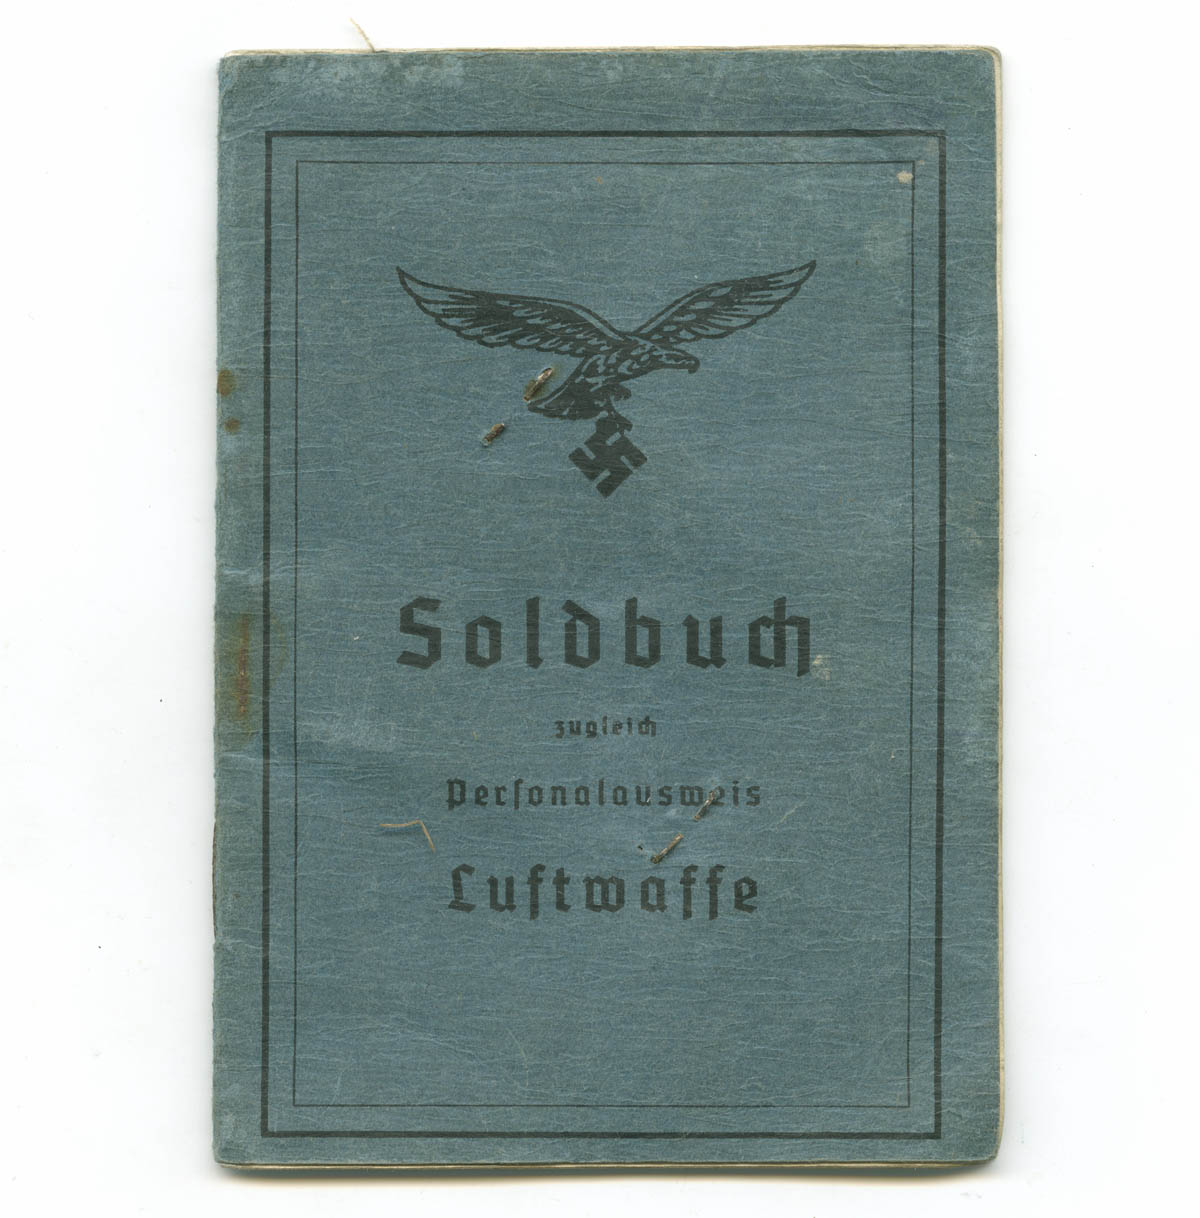 Soldbuch
zugleich
Perſonalausweis
Luftwaffe